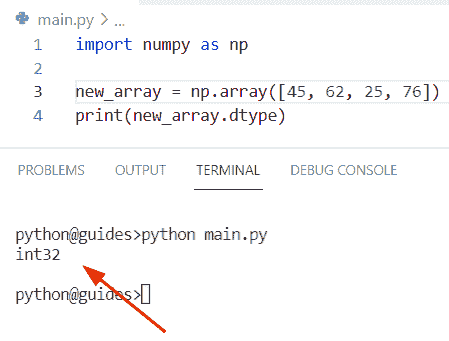 main.py > ...
1 import numpy as np
2
3 new_array = np.array([45, 62, 25, 76])
4 print(new_array.dtype)
PROBLEMS OUTPUT TERMINAL DEBUG CONSOLE
python@guides>python main.py
int32
python@guides>